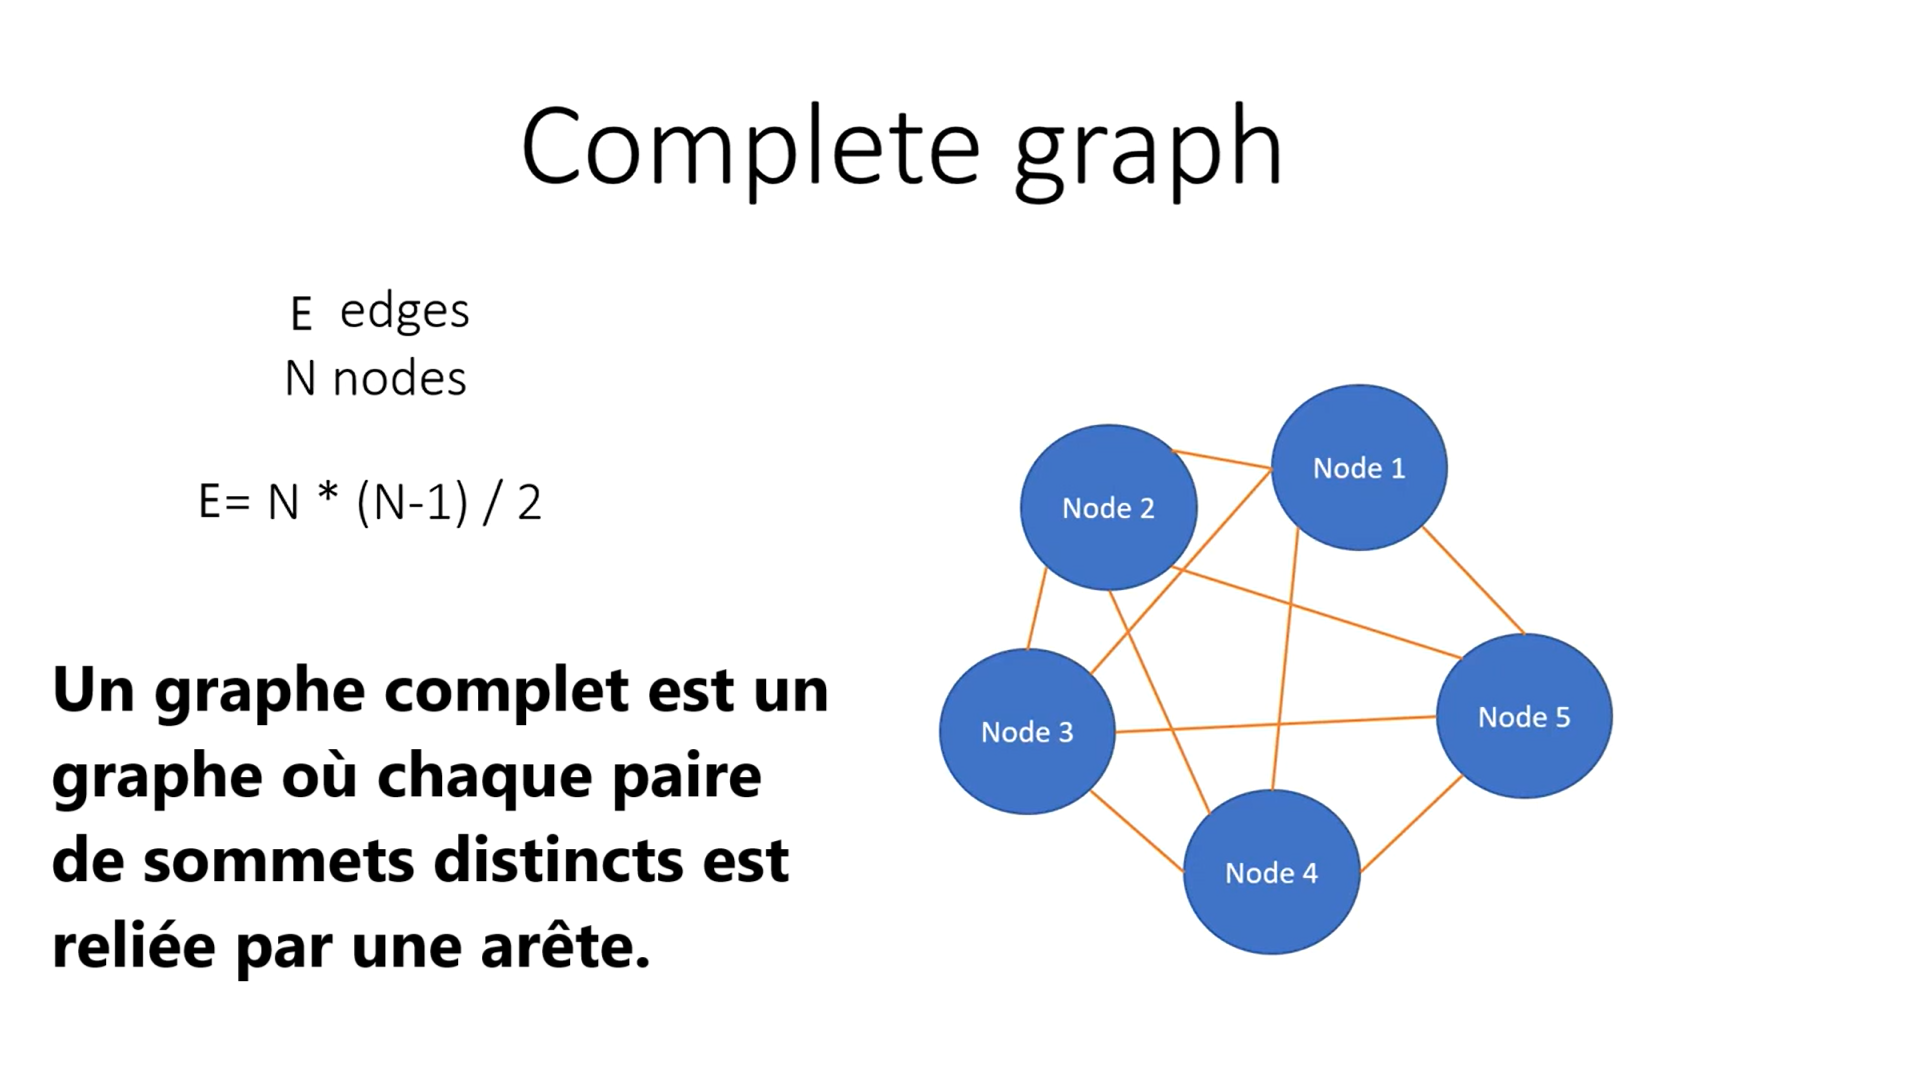 Complete graph
E edges
N nodes
E= N * (N-1) / 2
Un graphe complet est un
graphe où chaque paire
de sommets distincts est
reliée par une arête.
Node 1
Node 2
Node 3
Node 5
Node 4